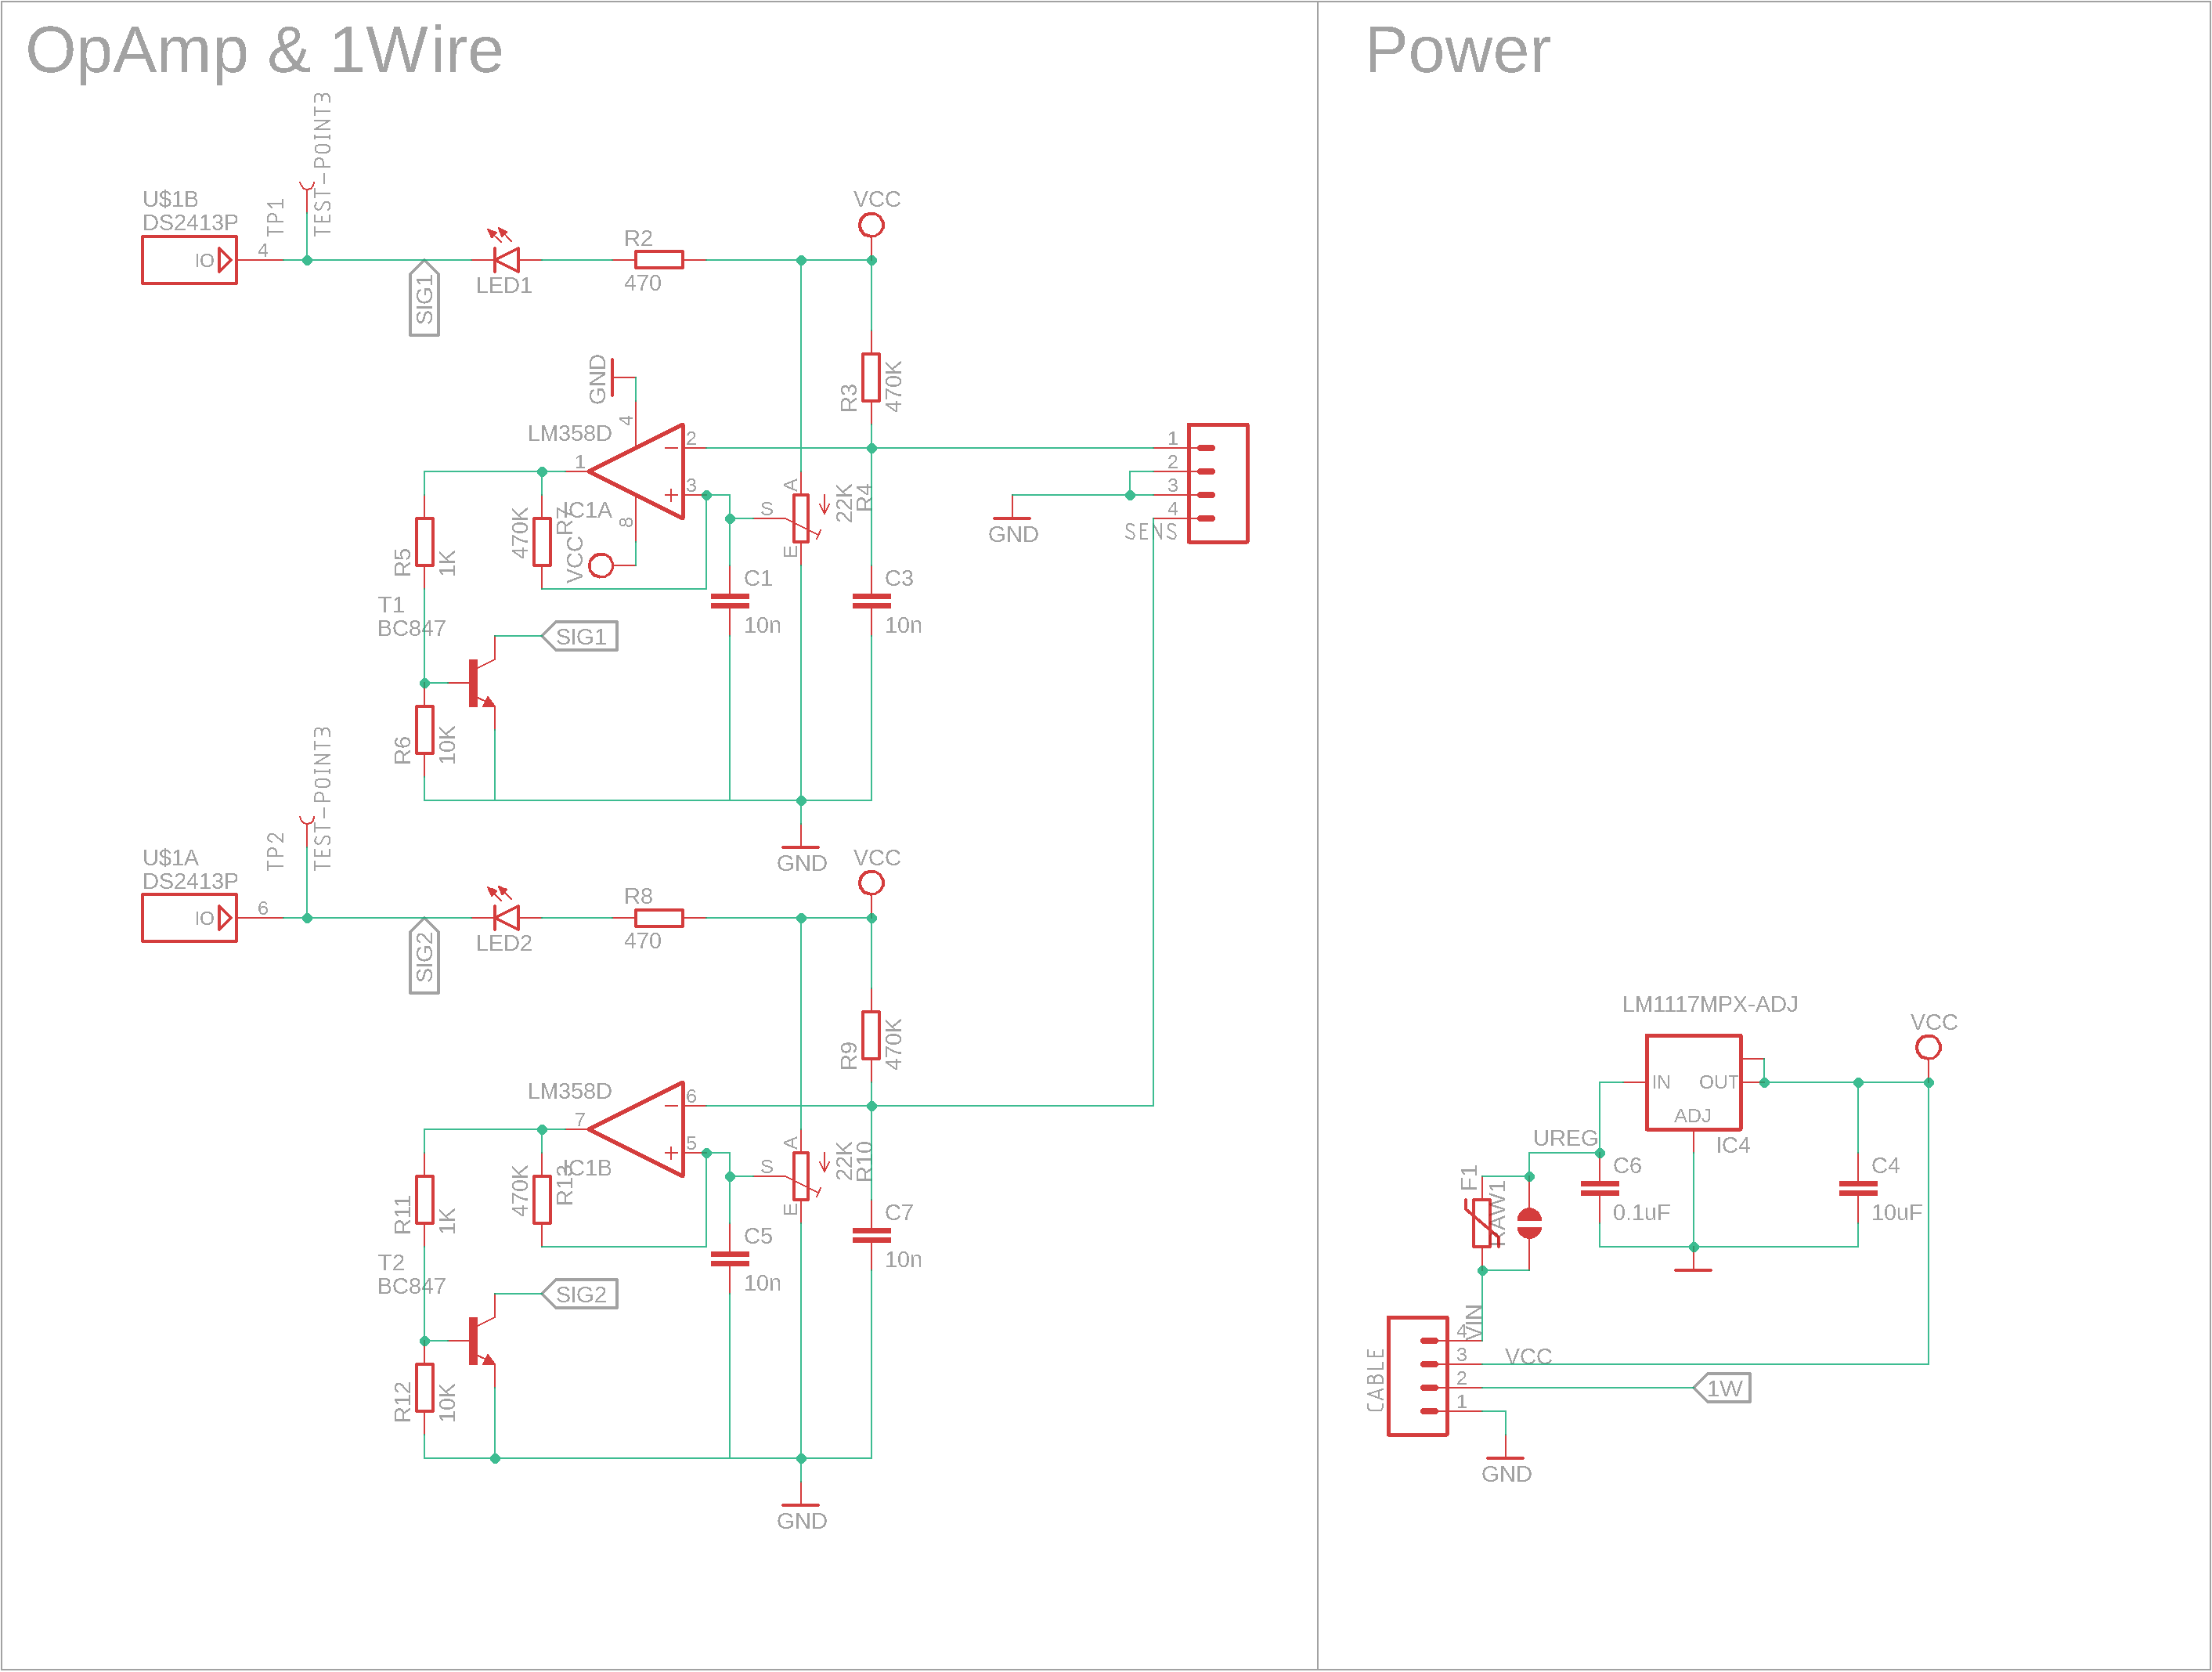 OpAmp & 1Wire
Power
TEST-POINT3
TP1
U$1B
DS2413P
IO
4
SIG1
LED1
R2
470
VCC
R3
470K
GND
4
LM358D
1
2
3
IC1A
8
VCC
470K
R7
R5
1K
A
S
E
22K
R4
C1
10n
C3
10n
1
2
3
4
SENS
GND
T1
BC847
SIG1
R6
10K
GND
TEST-POINT3
TP2
U$1A
DS2413P
IO
6
SIG2
LED2
R8
470
VCC
R9
470K
LM358D
7
6
5
IC1B
470K
R13
R11
1K
A
S
E
22K
R10
C5
10n
C7
10n
T2
BC847
SIG2
R12
10K
GND
LM1117MPX-ADJ
VCC
IN
OUT
ADJ
IC4
UREG
F1
RAW1
C6
0.1uF
C4
10uF
VIN
4
3
2
1
VCC
1W
CABLE
GND